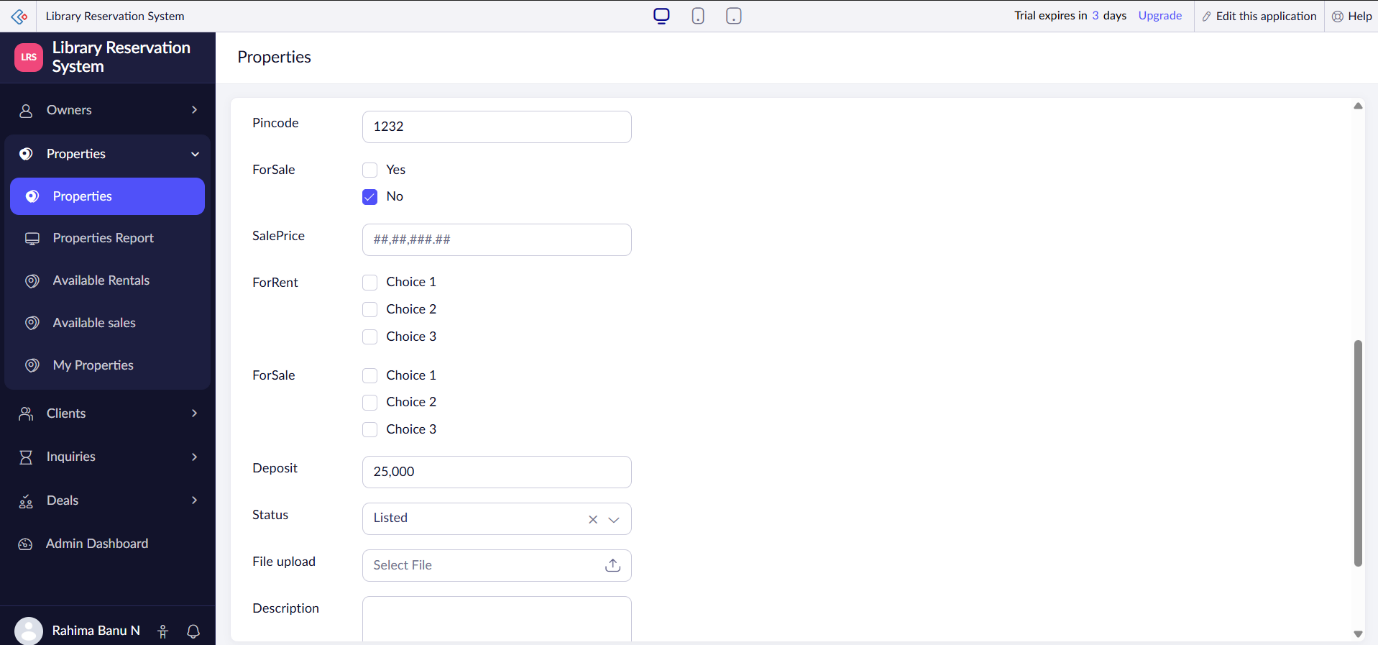 Library Reservation System
Trial expires in 3 days Upgrade
Edit this application
Help
LRS
Library Reservation
System
Owners
Properties
Properties
Properties Report
Available Rentals
Available sales
My Properties
Clients
Inquiries
Deals
Admin Dashboard
Rahima Banu N
Properties
Pincode
1232
ForSale
Yes
No
SalePrice
##,##,###.##
ForRent
Choice 1
Choice 2
Choice 3
ForSale
Choice 1
Choice 2
Choice 3
Deposit
25,000
Status
Listed
File upload
Select File
Description